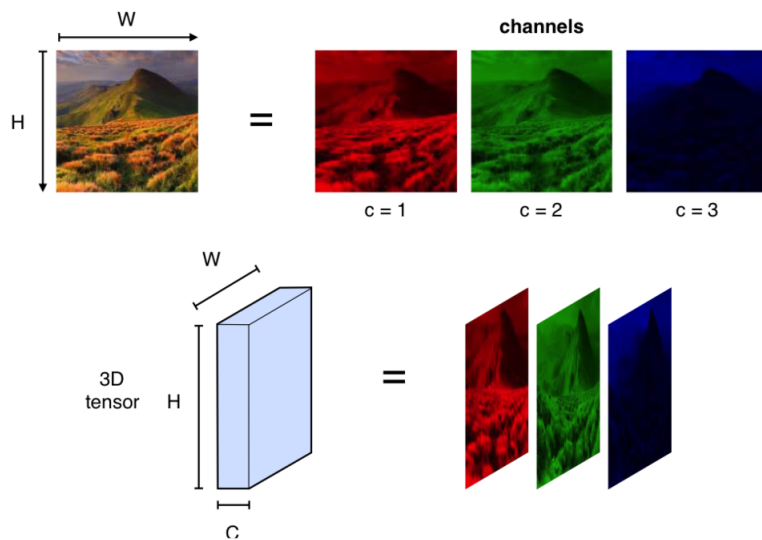 W
channels
H
=
c = 1
c = 2
c = 3
W
3D
tensor
H
=
C